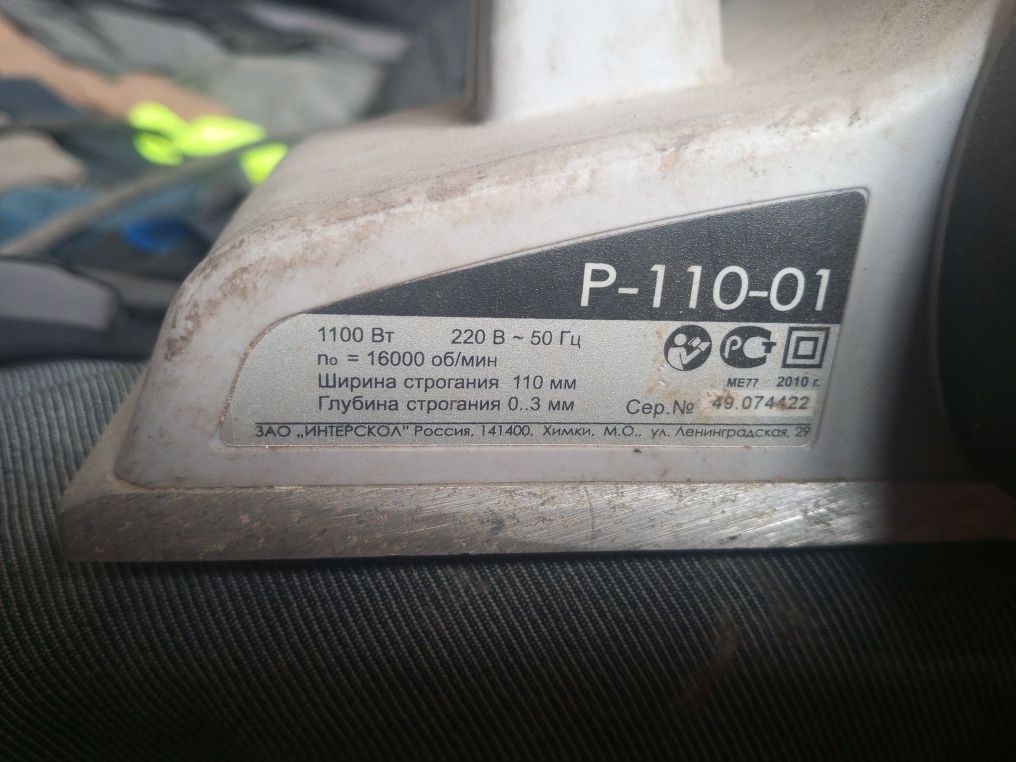 P-110-01
1100 Вт 220 В ~ 50 Гц
n₀ = 16000 об/мин
Ширина строгания 110 мм
Глубина строгания 0..3 мм
РСТ
МЕ77 2010 г.
Сер.№ 49.074422
ЗАО „ИНТЕРСКОЛ" Россия, 141400, Химки, М.О., ул. Ленинградская, 29